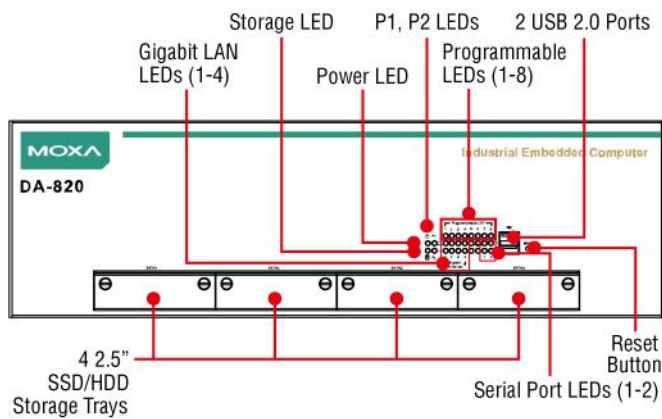 Storage LED
P1, P2 LEDs
2 USB 2.0 Ports
Gigabit LAN
LEDs (1-4)
Power LED
Programmable
LEDs (1-8)
MOXA
Industrial Embedded Computer
DA-820
4 2.5”
SSD/HDD
Storage Trays
Reset
Button
Serial Port LEDs (1-2)